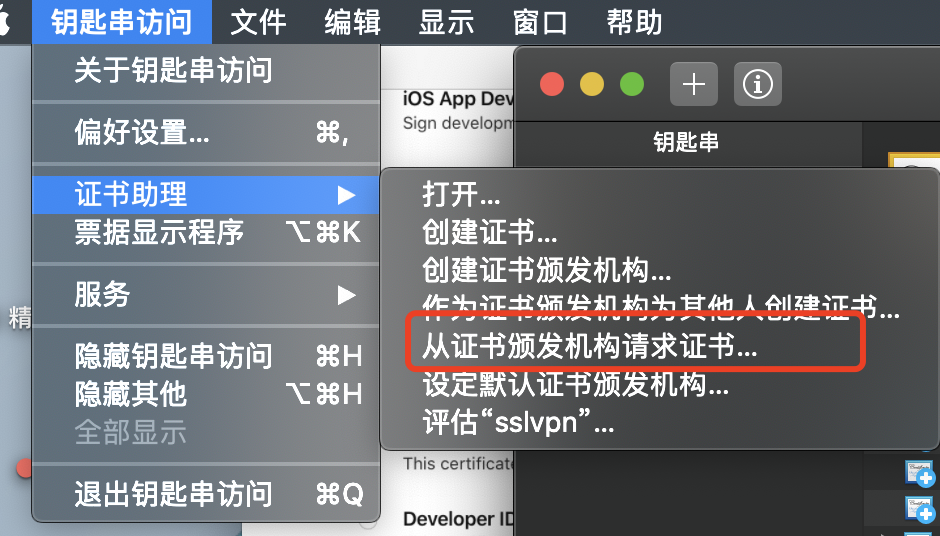 钥匙串访问 文件 编辑 显示 窗口 帮助
关于钥匙串访问
偏好设置... ⌘,
证书助理 ▶
票据显示程序 ⌥⌘K
服务 ▶
隐藏钥匙串访问 ⌘H
隐藏其他 ⌥⌘H
全部显示
退出钥匙串访问 ⌘Q
打开...
创建证书...
创建证书颁发机构...
作为证书颁发机构为其他人创建证书...
从证书颁发机构请求证书...
设定默认证书颁发机构...
评估“sslvpn”...
钥匙串
iOS App Dev
Sign developm
This certificate
Developer ID
精